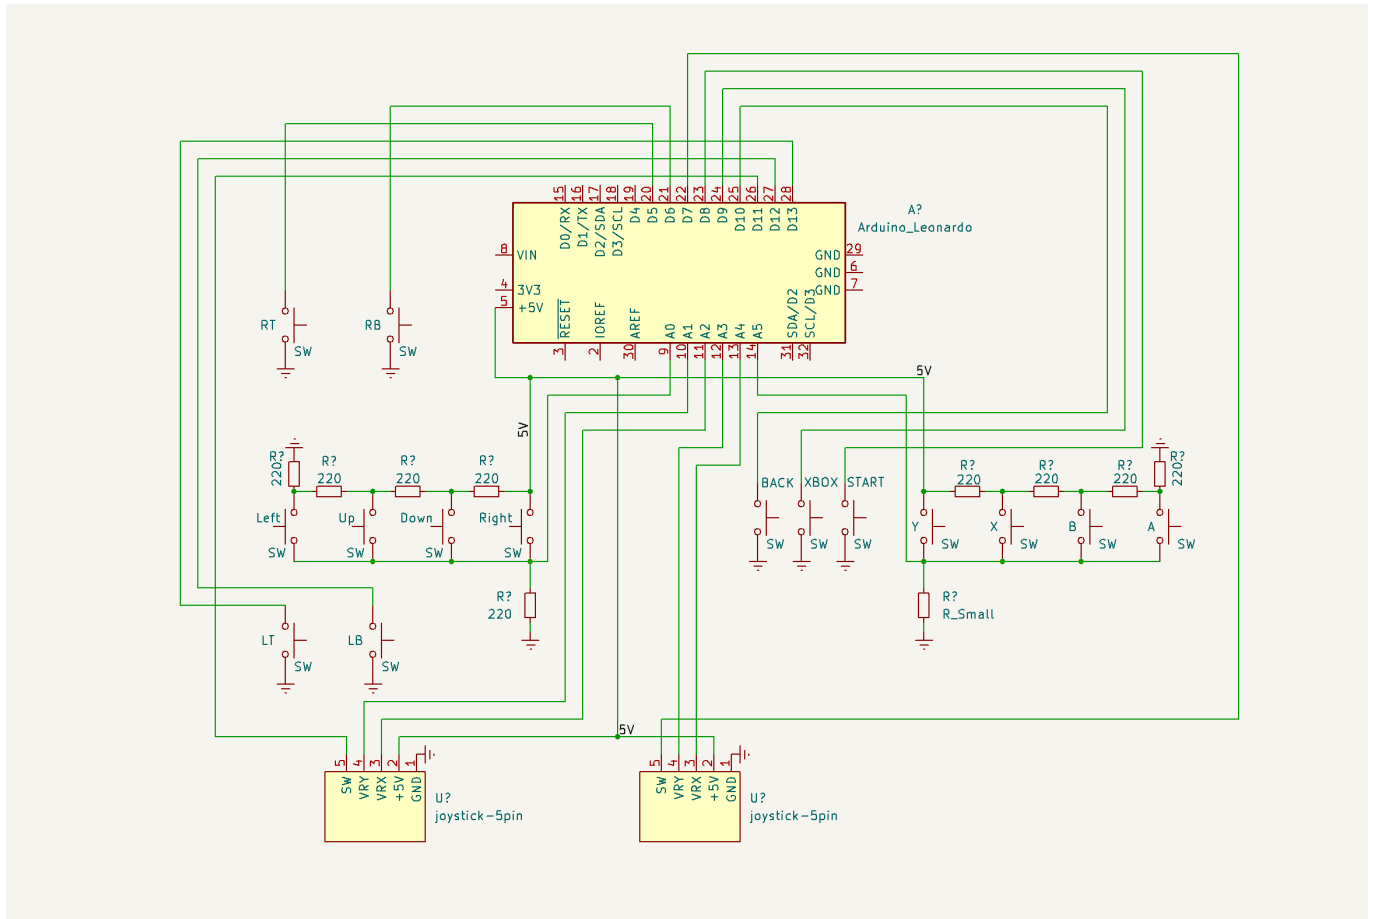 15
16
17
18
19
20
21
22
23
24
25
26
27
28
D0/RX
D1/TX
D2/SDA
D3/SCL
D4
D5
D6
D7
D8
D9
D10
D11
D12
D13
A?
Arduino_Leonardo
8
VIN
GND
29
GND
6
4
3V3
GND
7
5
+5V
RESET
IOREF
AREF
A0
A1
A2
A3
A4
A5
SDA/D2
SCL/D3
3
2
30
9
10
11
12
13
14
31
32
RT
SW
RB
SW
5V
5V
R?
220
R?
220
R?
220
R?
220
Left
SW
Up
SW
Down
SW
Right
SW
R?
220
BACK
XBOX
START
SW
SW
SW
R?
220
R?
220
R?
220
R?
220
Y
SW
X
SW
B
SW
A
SW
R?
R_Small
LT
SW
LB
SW
5V
5
4
3
2
1
SW
VRY
VRX
+5V
GND
U?
joystick-5pin
5
4
3
2
1
SW
VRY
VRX
+5V
GND
U?
joystick-5pin